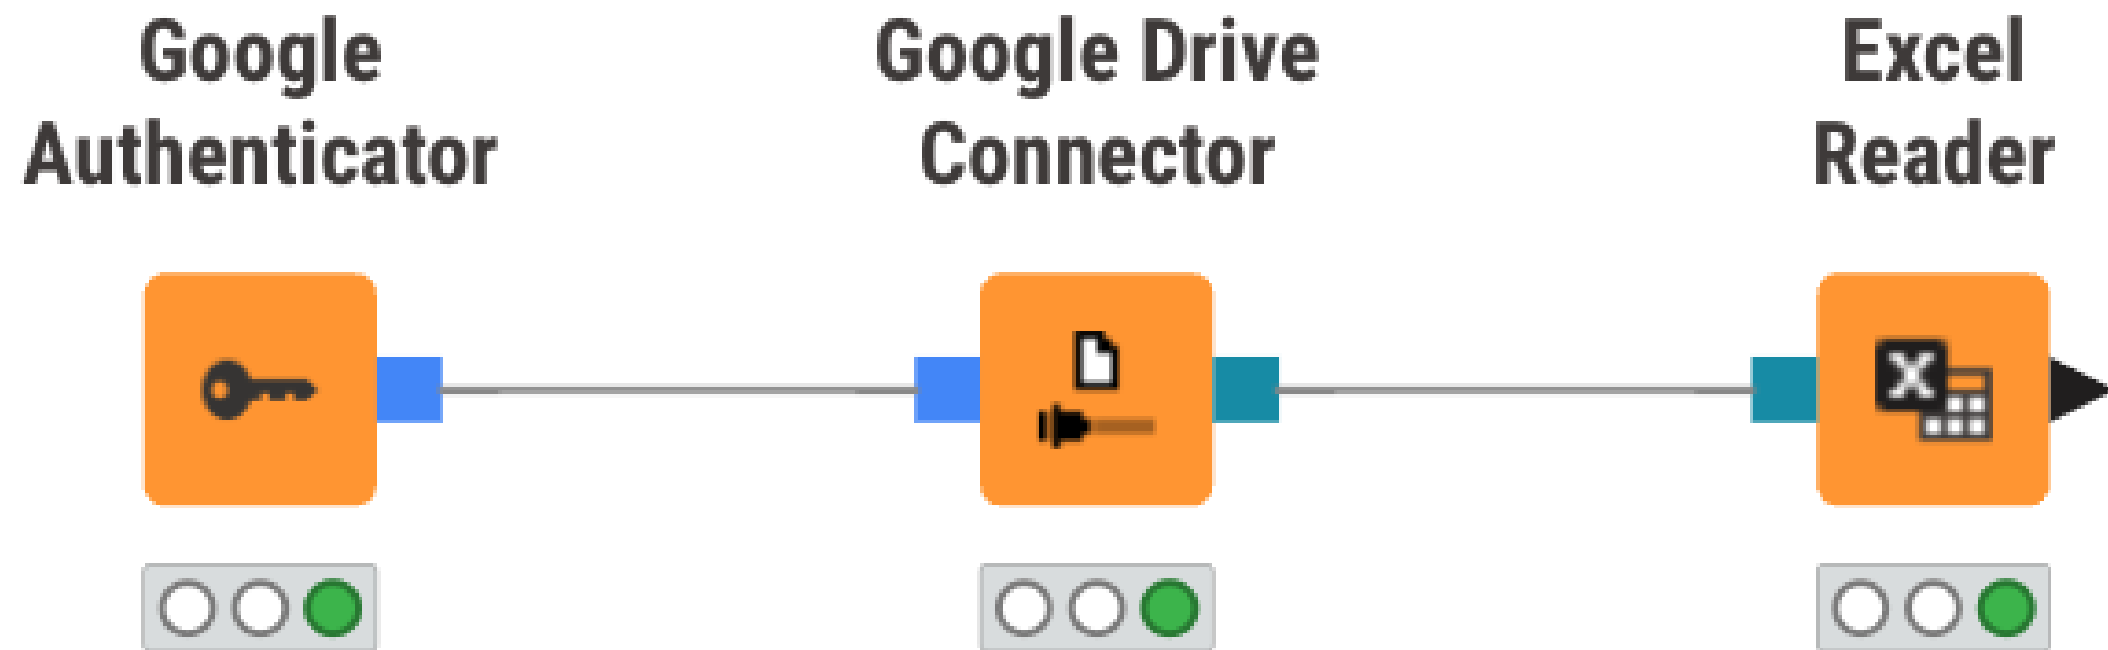 Google
Authenticator
Google Drive
Connector
Excel
Reader
X